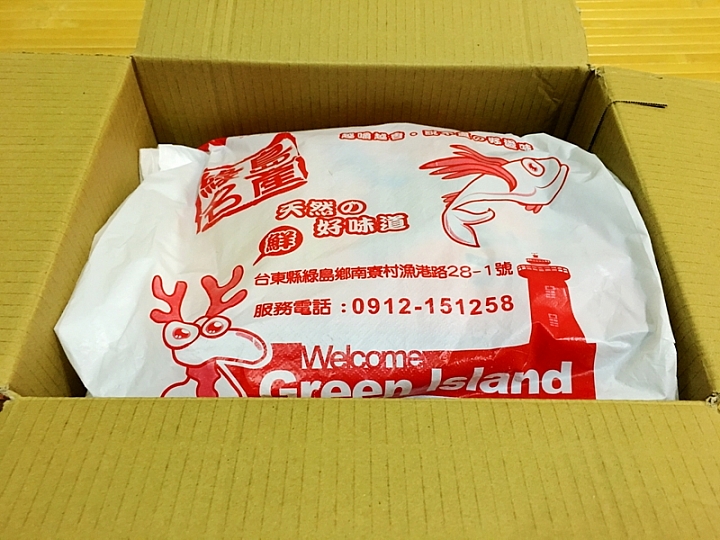 綠島名產
天然の
好味道
鮮
台東縣綠島鄉南寮村漁港路28-1號
服務電話：0912-151258
Welcome
Green Island